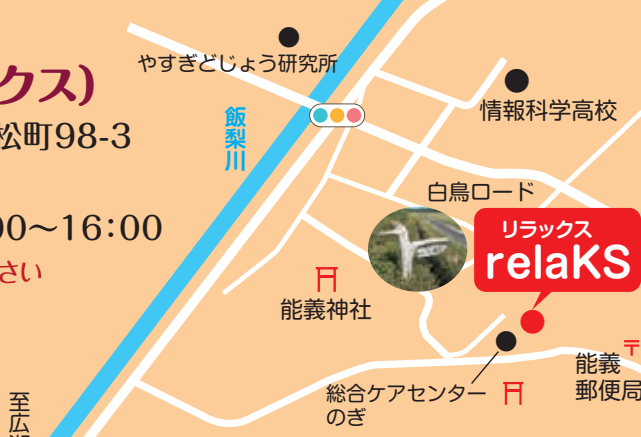 クス)
松町98-3
00～16：00
さい
やすぎどじょう研究所
飯梨川
情報科学高校
白鳥ロード
リラックス
relaKS
能義神社
総合ケアセンター
のぎ
能義
郵便局
〒
至広瀬